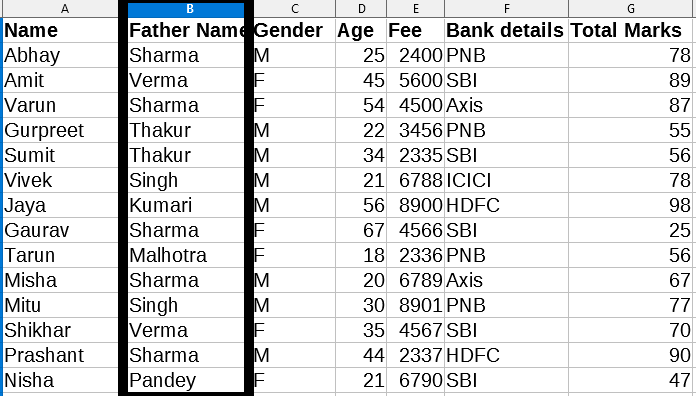 A B C D E F G
Name Father Name Gender Age Fee Bank details Total Marks
Abhay Sharma M 25 2400 PNB 78
Amit Verma F 45 5600 SBI 89
Varun Sharma F 54 4500 Axis 87
Gurpreet Thakur M 22 3456 PNB 55
Sumit Thakur M 34 2335 SBI 56
Vivek Singh M 21 6788 ICICI 78
Jaya Kumari M 56 8900 HDFC 98
Gaurav Sharma F 67 4566 SBI 25
Tarun Malhotra F 18 2336 PNB 56
Misha Sharma M 20 6789 Axis 67
Mitu Singh M 30 8901 PNB 77
Shikhar Verma F 35 4567 SBI 70
Prashant Sharma M 44 2337 HDFC 90
Nisha Pandey F 21 6790 SBI 47